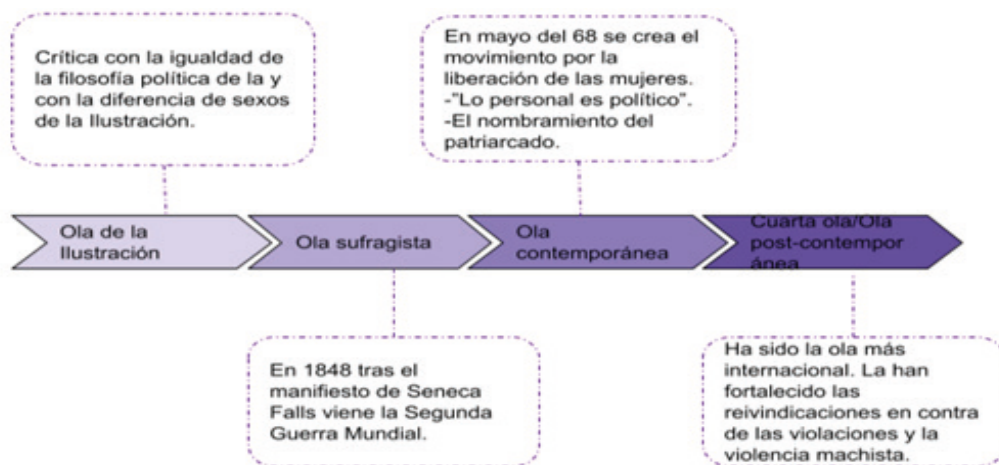 Crítica con la igualdad de
la filosofía política de la y
con la diferencia de sexos
de la Ilustración.
En mayo del 68 se crea el
movimiento por la
liberación de las mujeres.
-"Lo personal es político".
-El nombramiento del
patriarcado.
Ola de la
Ilustración
Ola sufragista
Ola
contemporánea
Cuarta ola/Ola
post-contempor
ánea
En 1848 tras el
manifiesto de Seneca
Falls viene la Segunda
Guerra Mundial.
Ha sido la ola más
internacional. La han
fortalecido las
reivindicaciones en contra
de las violaciones y la
violencia machista.